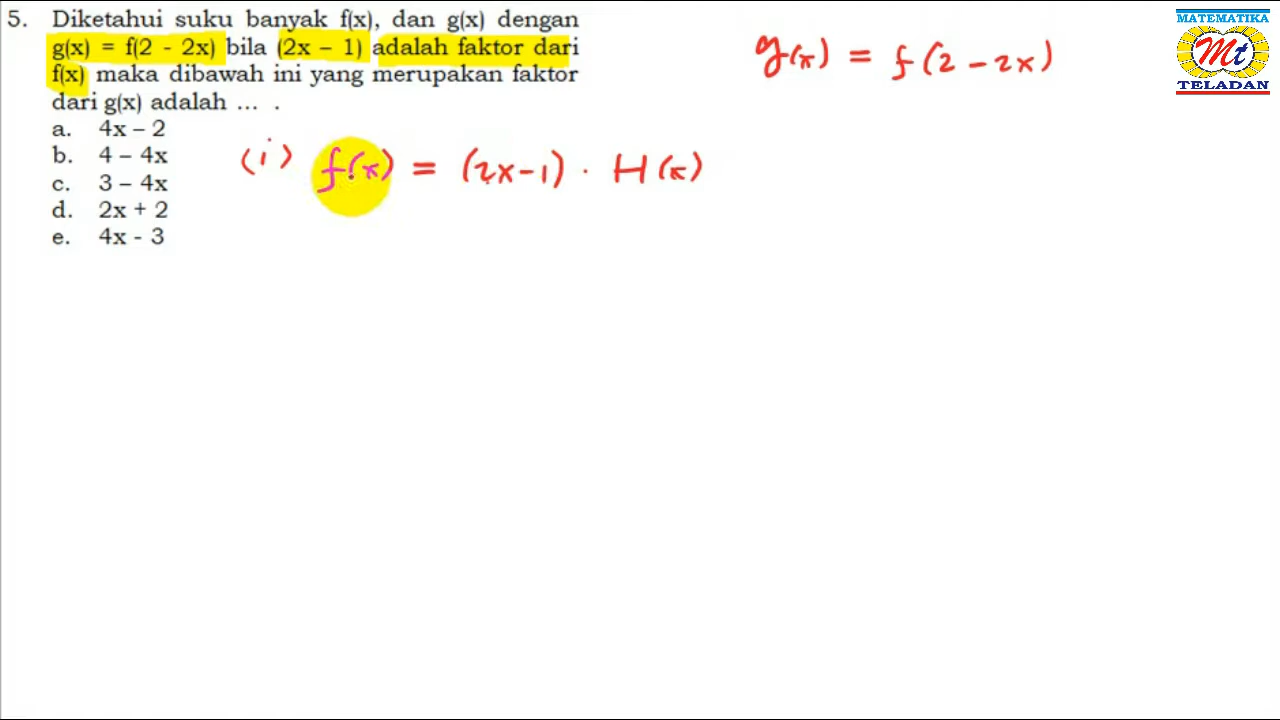 5. Diketahui suku banyak f(x), dan g(x) dengan
g(x) = f(2 - 2x) bila (2x – 1) adalah faktor dari
f(x) maka dibawah ini yang merupakan faktor
dari g(x) adalah ... .
a. 4x – 2
b. 4 – 4x
c. 3 – 4x
d. 2x + 2
e. 4x - 3
(i) f(x) = (2x-1) · H(x)
g(x) = f(2 - 2x)
MATEMATIKA
Mt
TELADAN